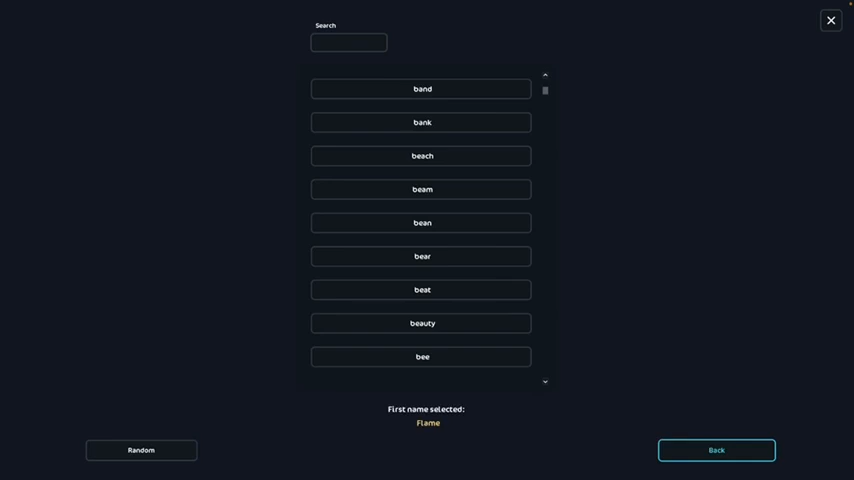 Search
band
bank
beach
beam
bean
bear
beat
beauty
bee
First name selected:
Flame
Random
Back